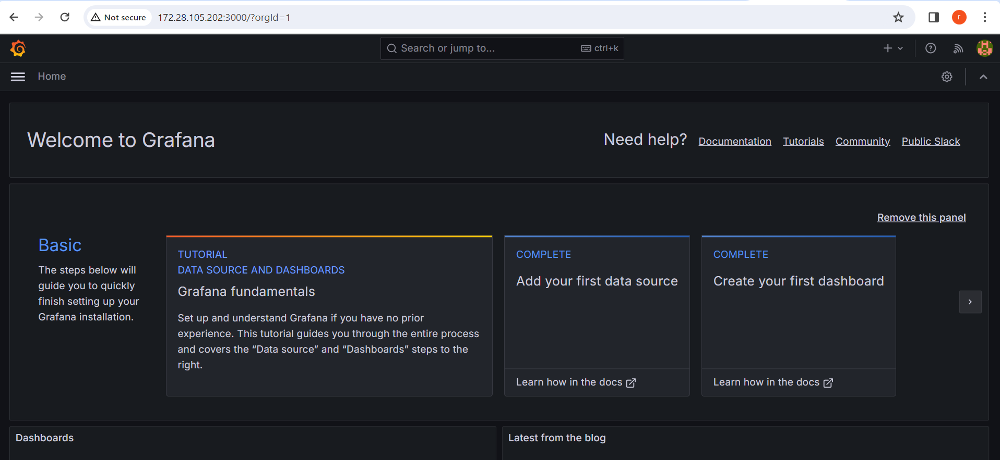 Not secure 172.28.105.202:3000/?orgId=1
r
Search or jump to... ctrl+k
Home
Welcome to Grafana
Need help? Documentation Tutorials Community Public Slack
Remove this panel
Basic
The steps below will
guide you to quickly
finish setting up your
Grafana installation.
TUTORIAL
DATA SOURCE AND DASHBOARDS
Grafana fundamentals
Set up and understand Grafana if you have no prior
experience. This tutorial guides you through the entire process
and covers the “Data source” and “Dashboards” steps to the
right.
COMPLETE
Add your first data source
Learn how in the docs
COMPLETE
Create your first dashboard
Learn how in the docs
Dashboards
Latest from the blog